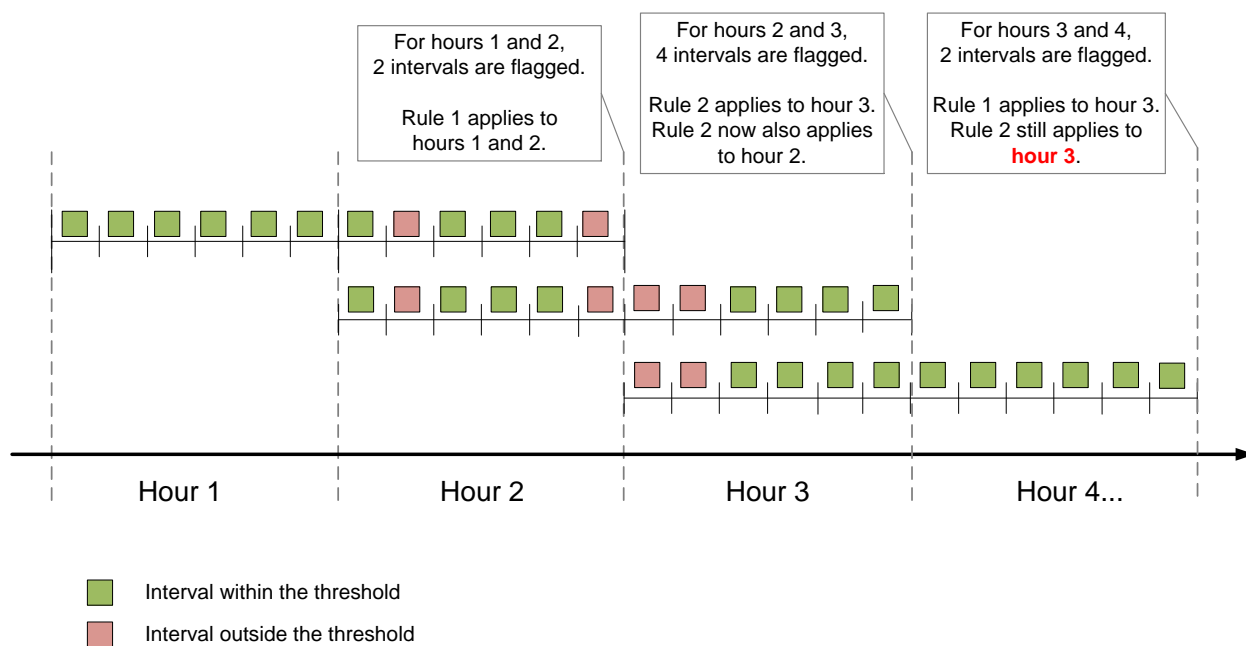 For hours 1 and 2,
2 intervals are flagged.
Rule 1 applies to
hours 1 and 2.
For hours 2 and 3,
4 intervals are flagged.
Rule 2 applies to hour 3.
Rule 2 now also applies
to hour 2.
For hours 3 and 4,
2 intervals are flagged.
Rule 1 applies to hour 3.
Rule 2 still applies to
hour 3.
Hour 1
Hour 2
Hour 3
Hour 4...
Interval within the threshold
Interval outside the threshold